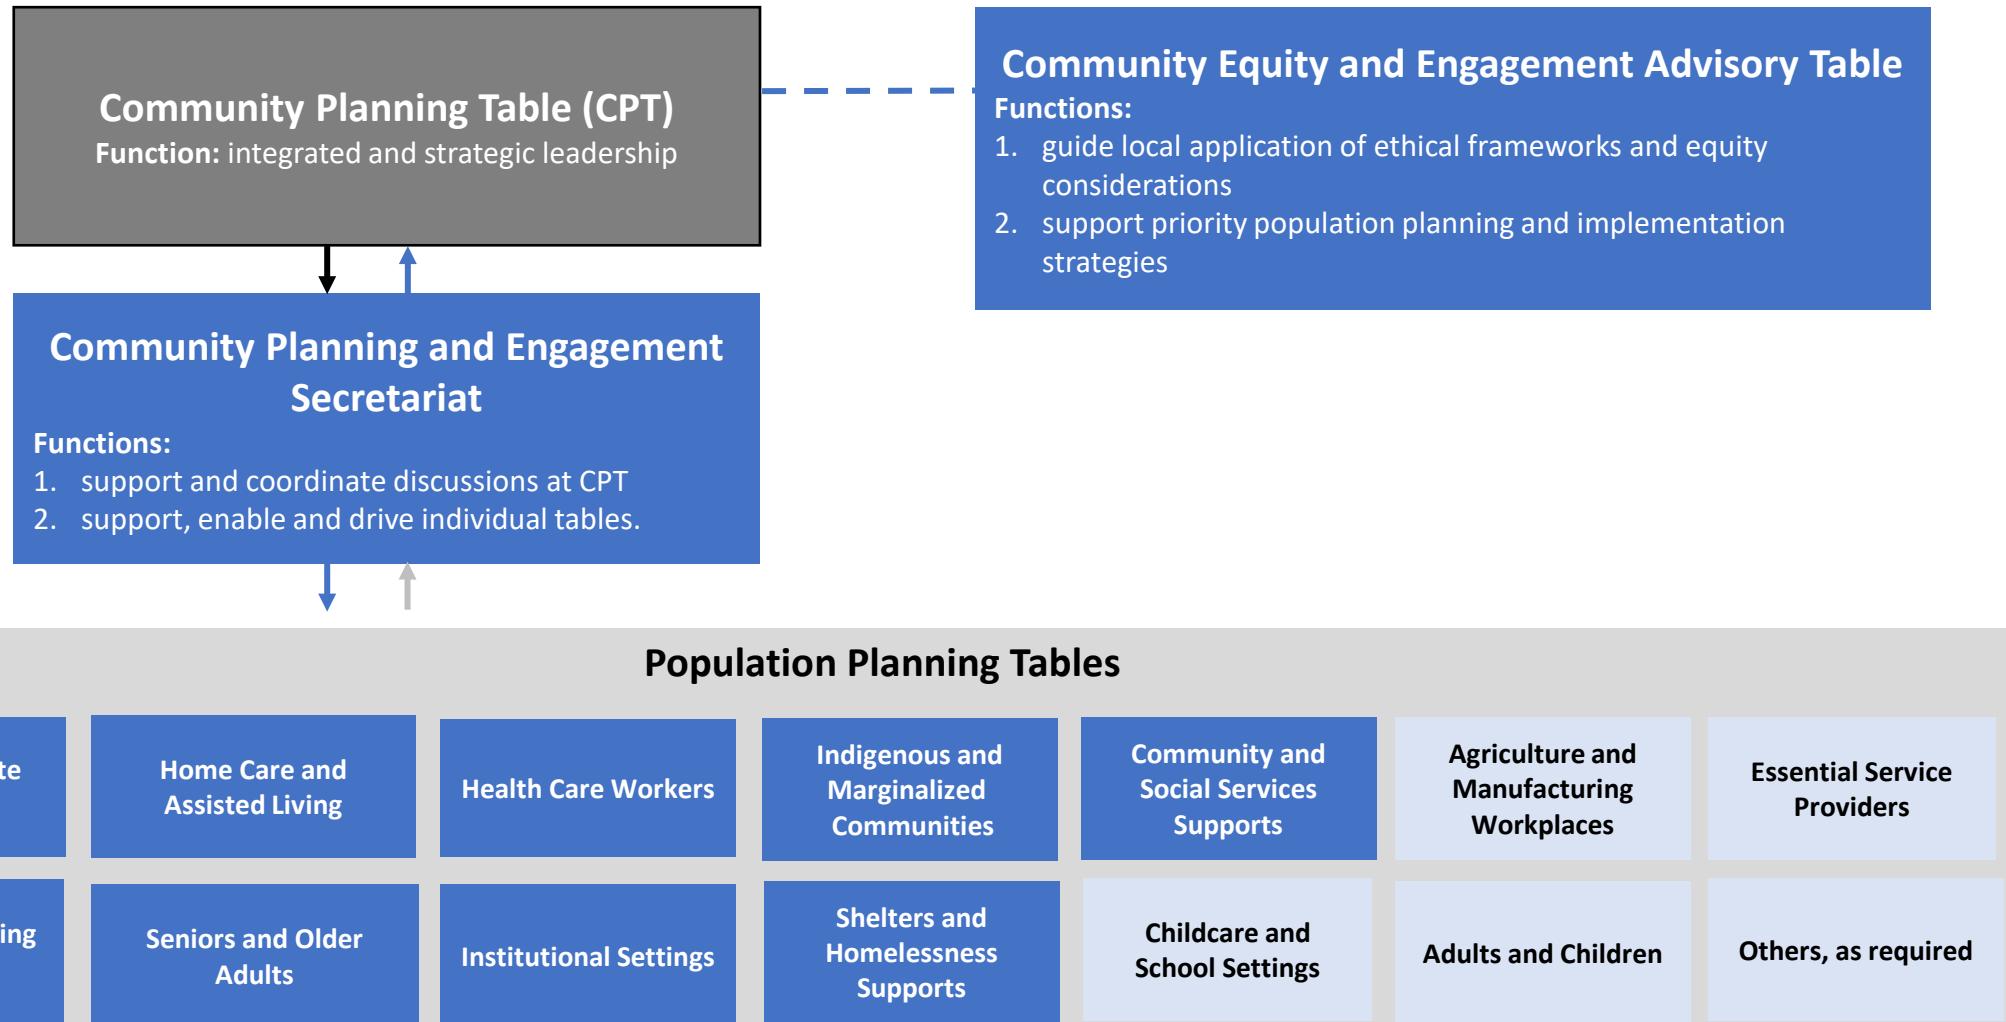 Community Planning Table (CPT)
Function: integrated and strategic leadership
Community Equity and Engagement Advisory Table
Functions:
1. guide local application of ethical frameworks and equity
considerations
2. support priority population planning and implementation
strategies
Community Planning and Engagement
Secretariat
Functions:
1. support and coordinate discussions at CPT
2. support, enable and drive individual tables.
Population Planning Tables
Home Care and
Assisted Living
Health Care Workers
Indigenous and
Marginalized
Communities
Community and
Social Services
Supports
Agriculture and
Manufacturing
Workplaces
Essential Service
Providers
Seniors and Older
Adults
Institutional Settings
Shelters and
Homelessness
Supports
Childcare and
School Settings
Adults and Children
Others, as required